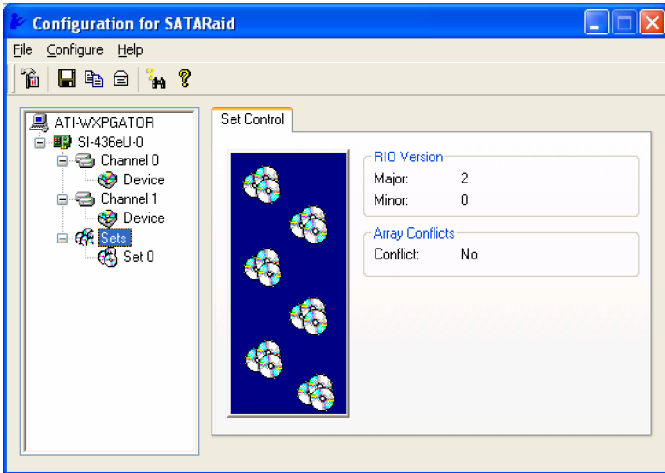 Configuration for SATARaid
File Configure Help
ATI-WXPGATOR
SI-436eU-0
Channel 0
Device
Channel 1
Device
Sets
Set 0
Set Control
RIO Version
Major: 2
Minor: 0
Array Conflicts
Conflict: No